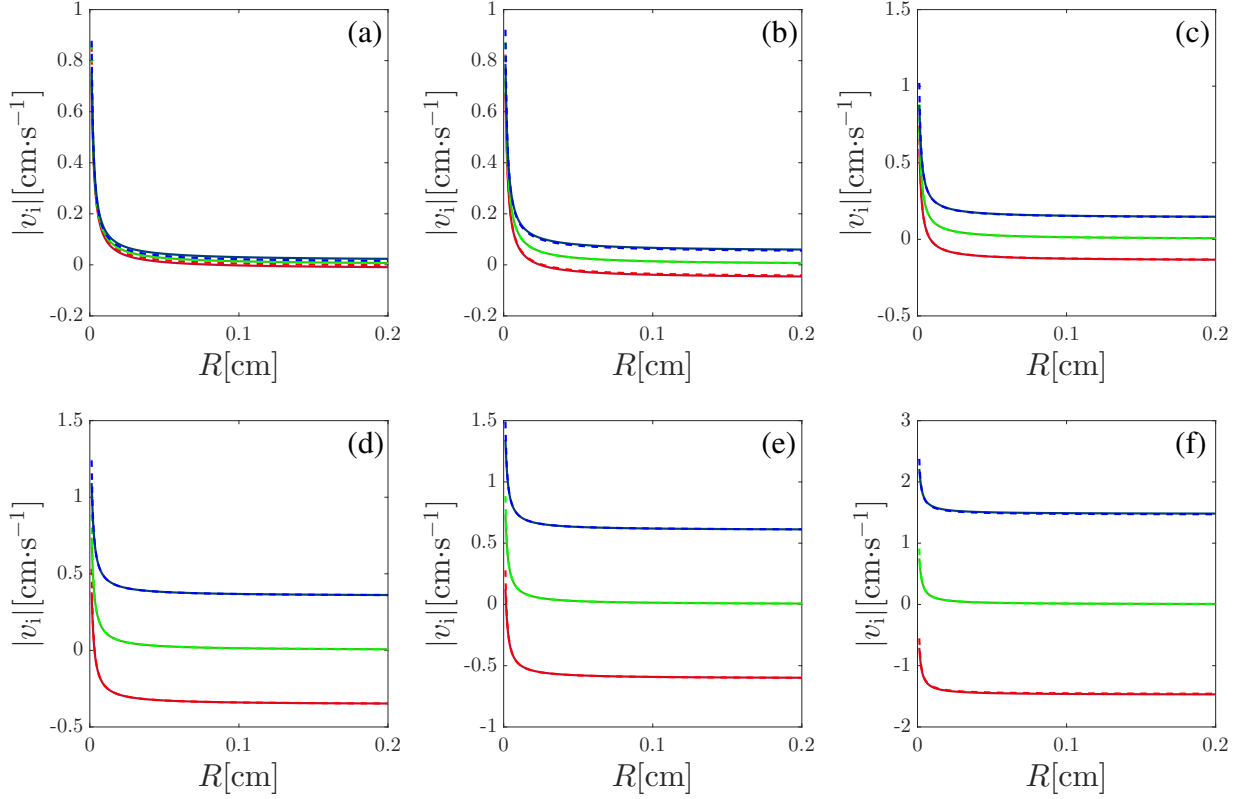 (a)
1
0.8
0.6
0.4
0.2
0
-0.2
|v_i|[cm·s⁻¹]
0 0.1 0.2
R[cm]
(b)
1
0.8
0.6
0.4
0.2
0
-0.2
|v_i|[cm·s⁻¹]
0 0.1 0.2
R[cm]
(c)
1.5
1
0.5
0
-0.5
|v_i|[cm·s⁻¹]
0 0.1 0.2
R[cm]
(d)
1.5
1
0.5
0
-0.5
|v_i|[cm·s⁻¹]
0 0.1 0.2
R[cm]
(e)
1.5
1
0.5
0
-0.5
-1
|v_i|[cm·s⁻¹]
0 0.1 0.2
R[cm]
(f)
3
2
1
0
-1
-2
|v_i|[cm·s⁻¹]
0 0.1 0.2
R[cm]